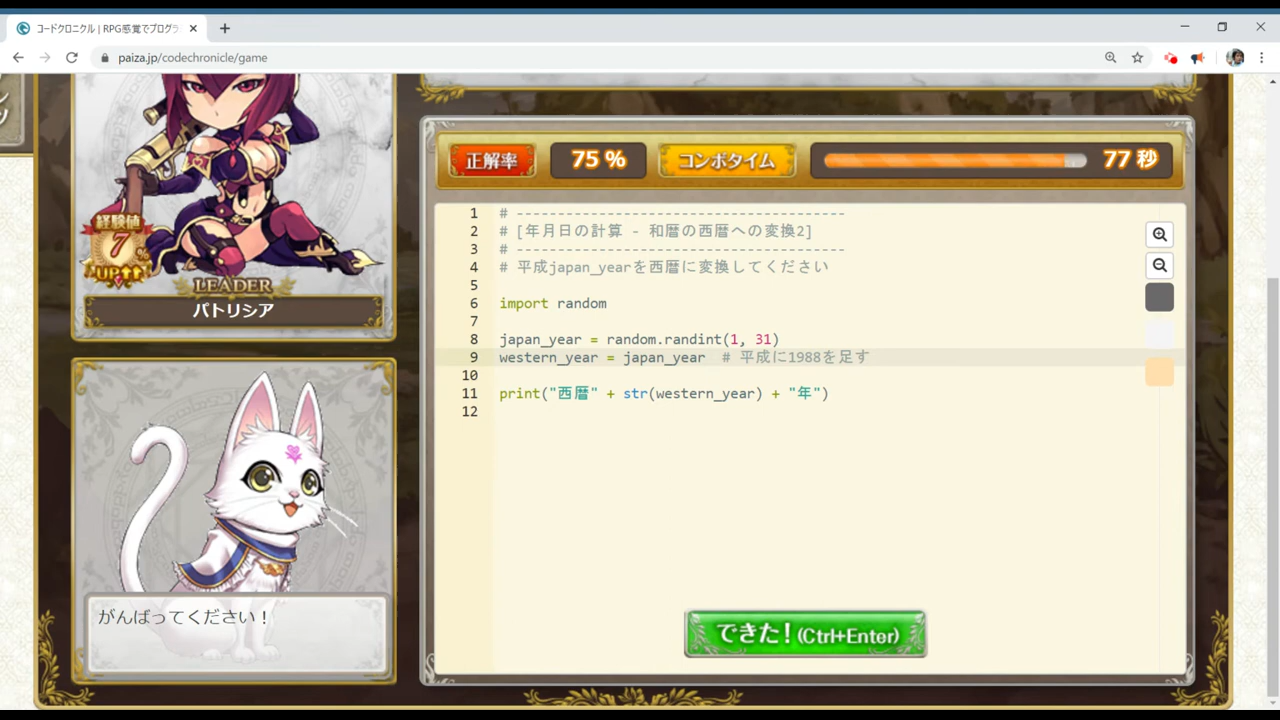 コードクロニクル | RPG感覚でプログラ
paiza.jp/codechronicle/game
経験値
7%
UP
LEADER
パトリシア
がんばってください！
正解率
75 %
コンボタイム
77 秒
1 # ----------------------------------------
2 # [年月日の計算 - 和暦の西暦への変換2]
3 # ----------------------------------------
4 # 平成japan_yearを西暦に変換してください
5
6 import random
7
8 japan_year = random.randint(1, 31)
9 western_year = japan_year  # 平成に1988を足す
10
11 print("西暦" + str(western_year) + "年")
12
できた！(Ctrl+Enter)